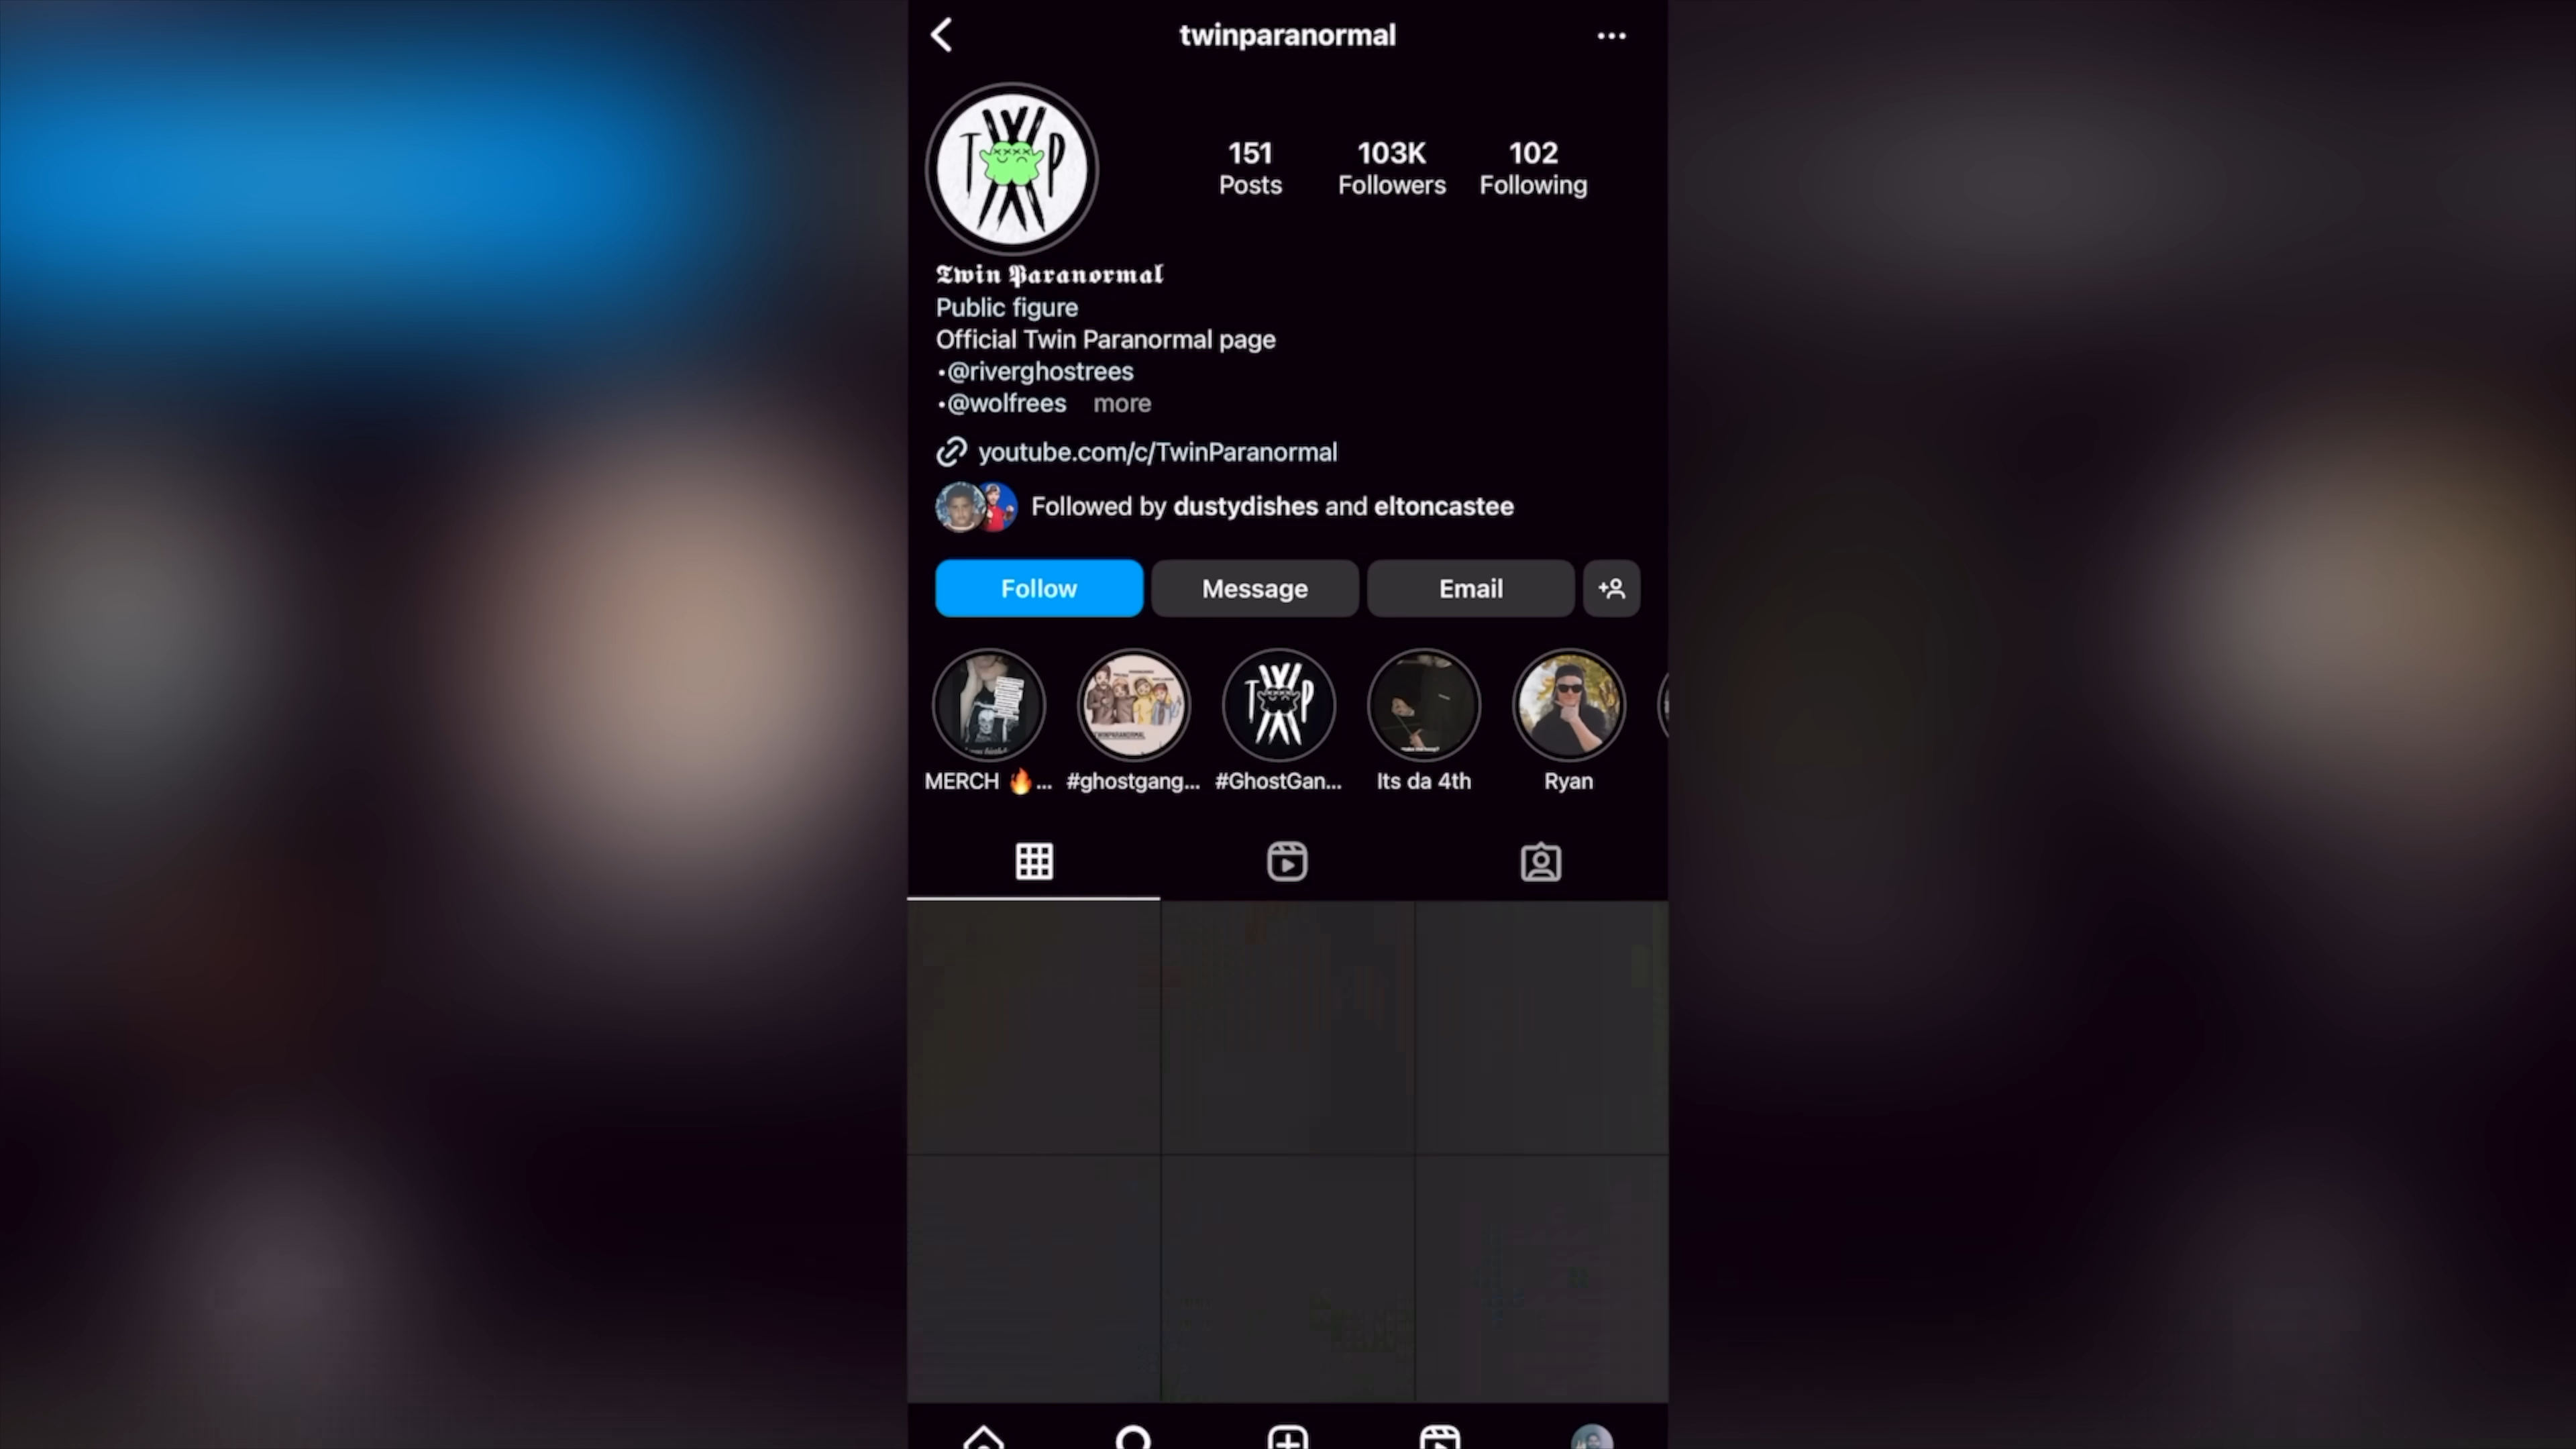 twinparanormal
T P
151
Posts
103K
Followers
102
Following
𝕿𝖜𝖎𝖓 𝕻𝖆𝖗𝖆𝖓𝖔𝖗𝖒𝖆𝖑
Public figure
Official Twin Paranormal page
•@riverghostrees
•@wolfrees more
youtube.com/c/TwinParanormal
Followed by dustydishes and eltoncastee
Follow
Message
Email
T P
MERCH 🔥...
#ghostgang...
#GhostGan...
Its da 4th
Ryan